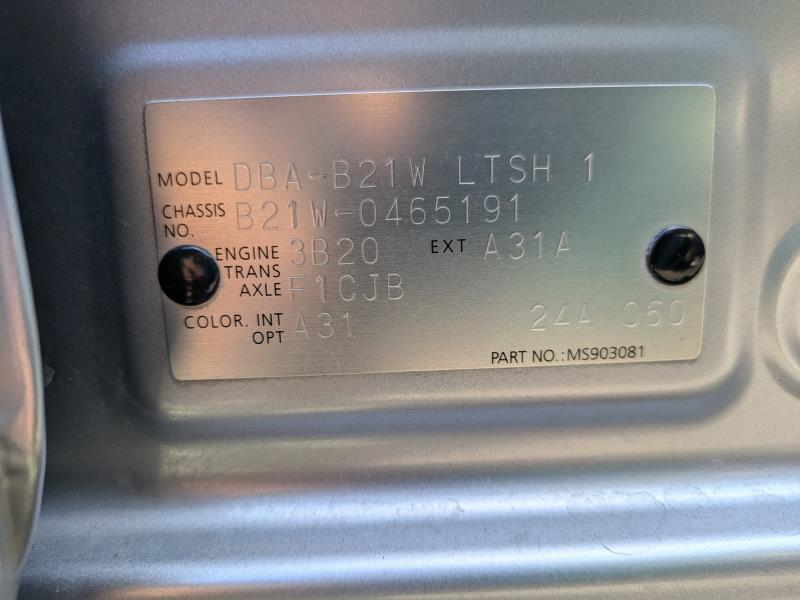 MODEL DBA-B21W LTSH 1
CHASSIS NO. B21W-0465191
ENGINE 3B20 EXT A31A
TRANS AXLE F1CJB
COLOR. INT OPT A31 24A 060
PART NO.: MS903081